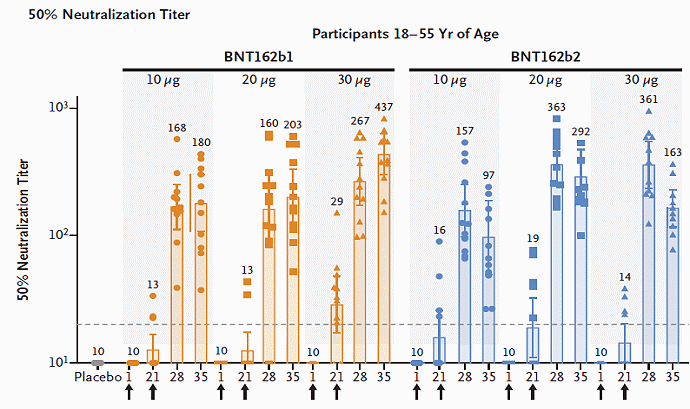 50% Neutralization Titer
Participants 18–55 Yr of Age
BNT162b1 BNT162b2
10 µg 20 µg 30 µg 10 µg 20 µg 30 µg
50% Neutralization Titer
10³
10²
10¹
10 10 13 168 180 10 13 160 203 10 29 267 437 10 16 157 97 10 19 363 292 10 14 361 163
Placebo 1 21 28 35 1 21 28 35 1 21 28 35 1 21 28 35 1 21 28 35 1 21 28 35